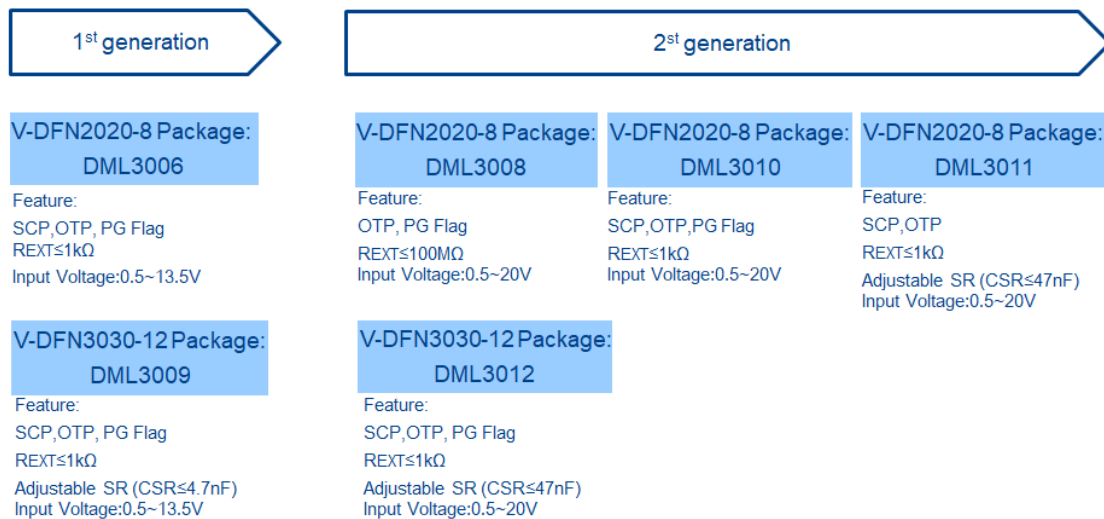 1st generation
2st generation
V-DFN2020-8 Package:
DML3006
Feature:
SCP,OTP, PG Flag
REXT≤1kΩ
Input Voltage:0.5~13.5V
V-DFN2020-8 Package:
DML3008
Feature:
OTP, PG Flag
REXT≤100MΩ
Input Voltage:0.5~20V
V-DFN2020-8 Package:
DML3010
Feature:
SCP,OTP,PG Flag
REXT≤1kΩ
Input Voltage:0.5~20V
V-DFN2020-8 Package:
DML3011
Feature:
SCP,OTP
REXT≤1kΩ
Adjustable SR (CSR≤47nF)
Input Voltage:0.5~20V
V-DFN3030-12 Package:
DML3009
Feature:
SCP,OTP, PG Flag
REXT≤1kΩ
Adjustable SR (CSR≤4.7nF)
Input Voltage:0.5~13.5V
V-DFN3030-12 Package:
DML3012
Feature:
SCP,OTP, PG Flag
REXT≤1kΩ
Adjustable SR (CSR≤47nF)
Input Voltage:0.5~20V